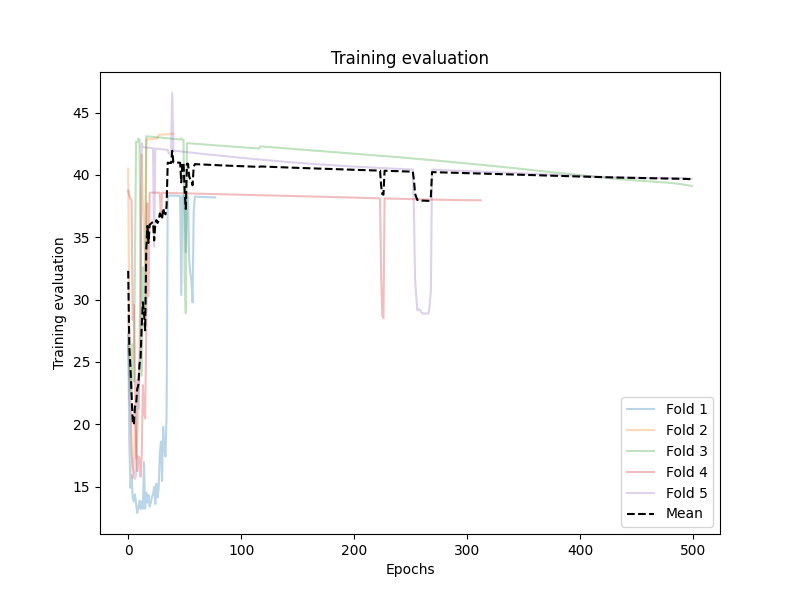 Training evaluation
Training evaluation
45
40
35
30
25
20
15
0 100 200 300 400 500
Epochs
Fold 1
Fold 2
Fold 3
Fold 4
Fold 5
Mean